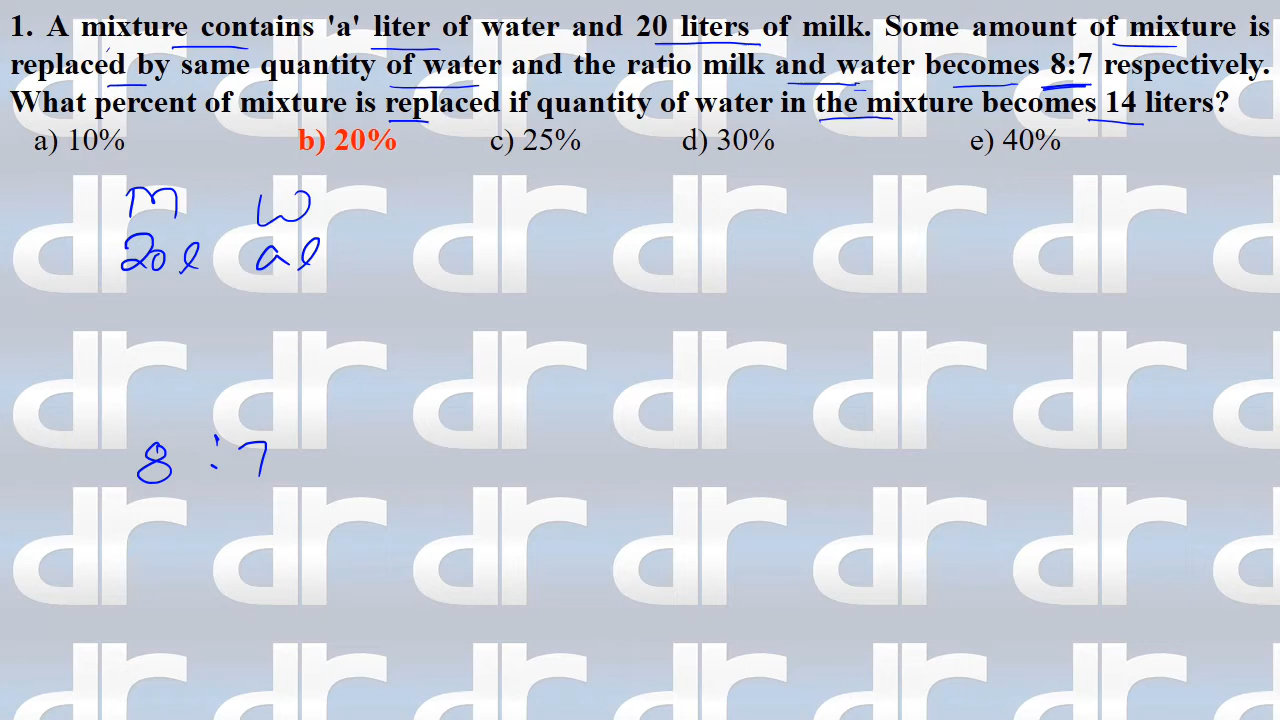 1. A mixture contains 'a' liter of water and 20 liters of milk. Some amount of mixture is
replaced by same quantity of water and the ratio milk and water becomes 8:7 respectively.
What percent of mixture is replaced if quantity of water in the mixture becomes 14 liters?
a) 10% b) 20% c) 25% d) 30% e) 40%
M W
20l al
8 : 7